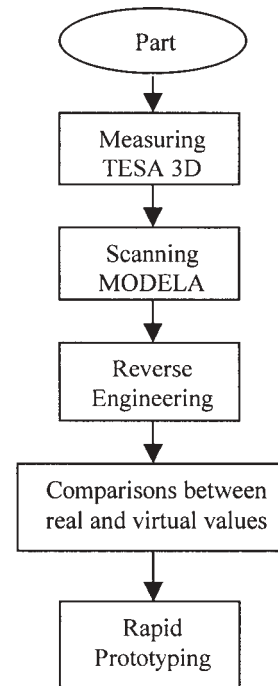 Part
Measuring
TESA 3D
Scanning
MODELA
Reverse
Engineering
Comparisons between
real and virtual values
Rapid
Prototyping